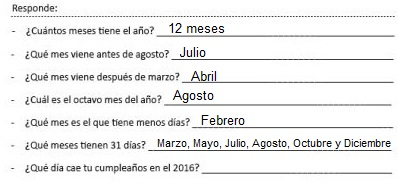 Responde:
- ¿Cuántos meses tiene el año? 12 meses
- ¿Qué mes viene antes de agosto? Julio
- ¿Qué mes viene después de marzo? Abril
- ¿Cuál es el octavo mes del año? Agosto
- ¿Qué mes es el que tiene menos días? Febrero
- ¿Qué meses tienen 31 días? Marzo, Mayo, Julio, Agosto, Octubre y Diciembre
- ¿Qué día cae tu cumpleaños en el 2016?